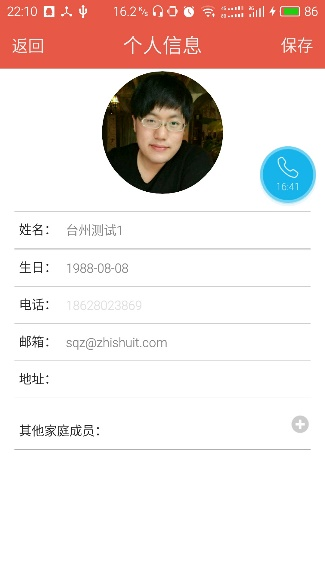 22:10 16.2K/s 86
返回 个人信息 保存
16:41
姓名: 台州测试1
生日: 1988-08-08
电话: 18628023869
邮箱: sqz@zhishuit.com
地址:
其他家庭成员: